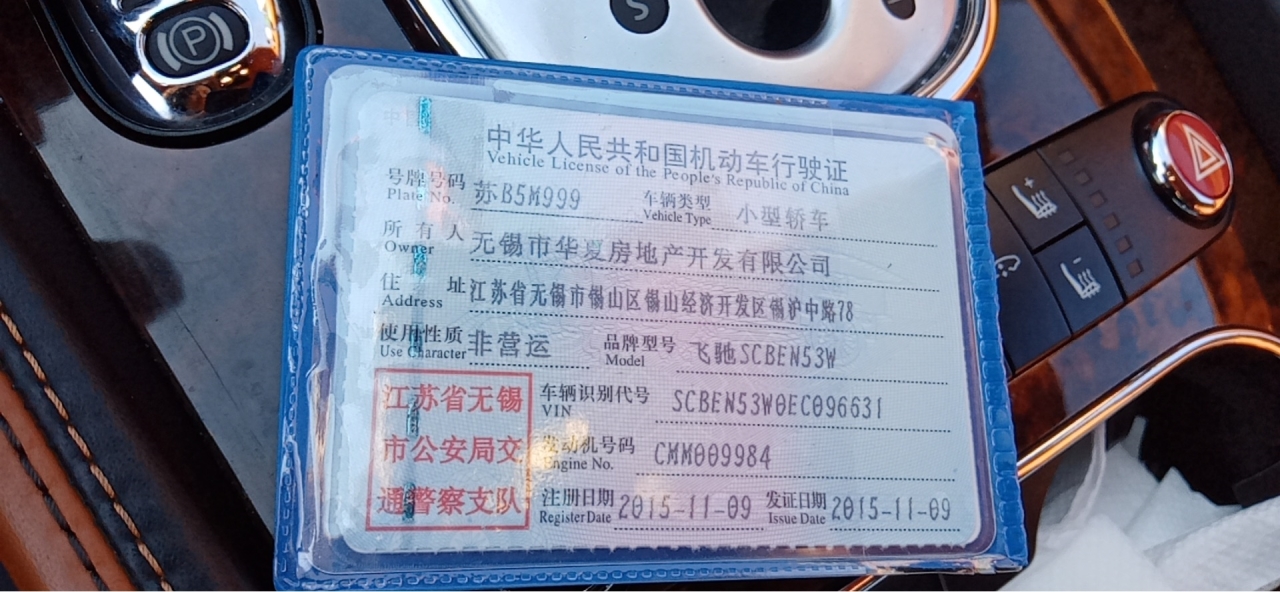 S
P
中华人民共和国机动车行驶证
Vehicle License of the People's Republic of China
号牌号码 苏B5M999 车辆类型 小型轿车
Plate No. Vehicle Type
所有人 无锡市华夏房地产开发有限公司
Owner
住址 江苏省无锡市锡山区锡山经济开发区锡沪中路78
Address
使用性质 非营运 品牌型号 飞驰SCBEN53W
Use Character Model
江苏省无锡 车辆识别代号 SCBEN53W0EC096631
VIN
市公安局交 发动机号码 CMM009984
Engine No.
通警察支队 注册日期 2015-11-09 发证日期 2015-11-09
Register Date Issue Date